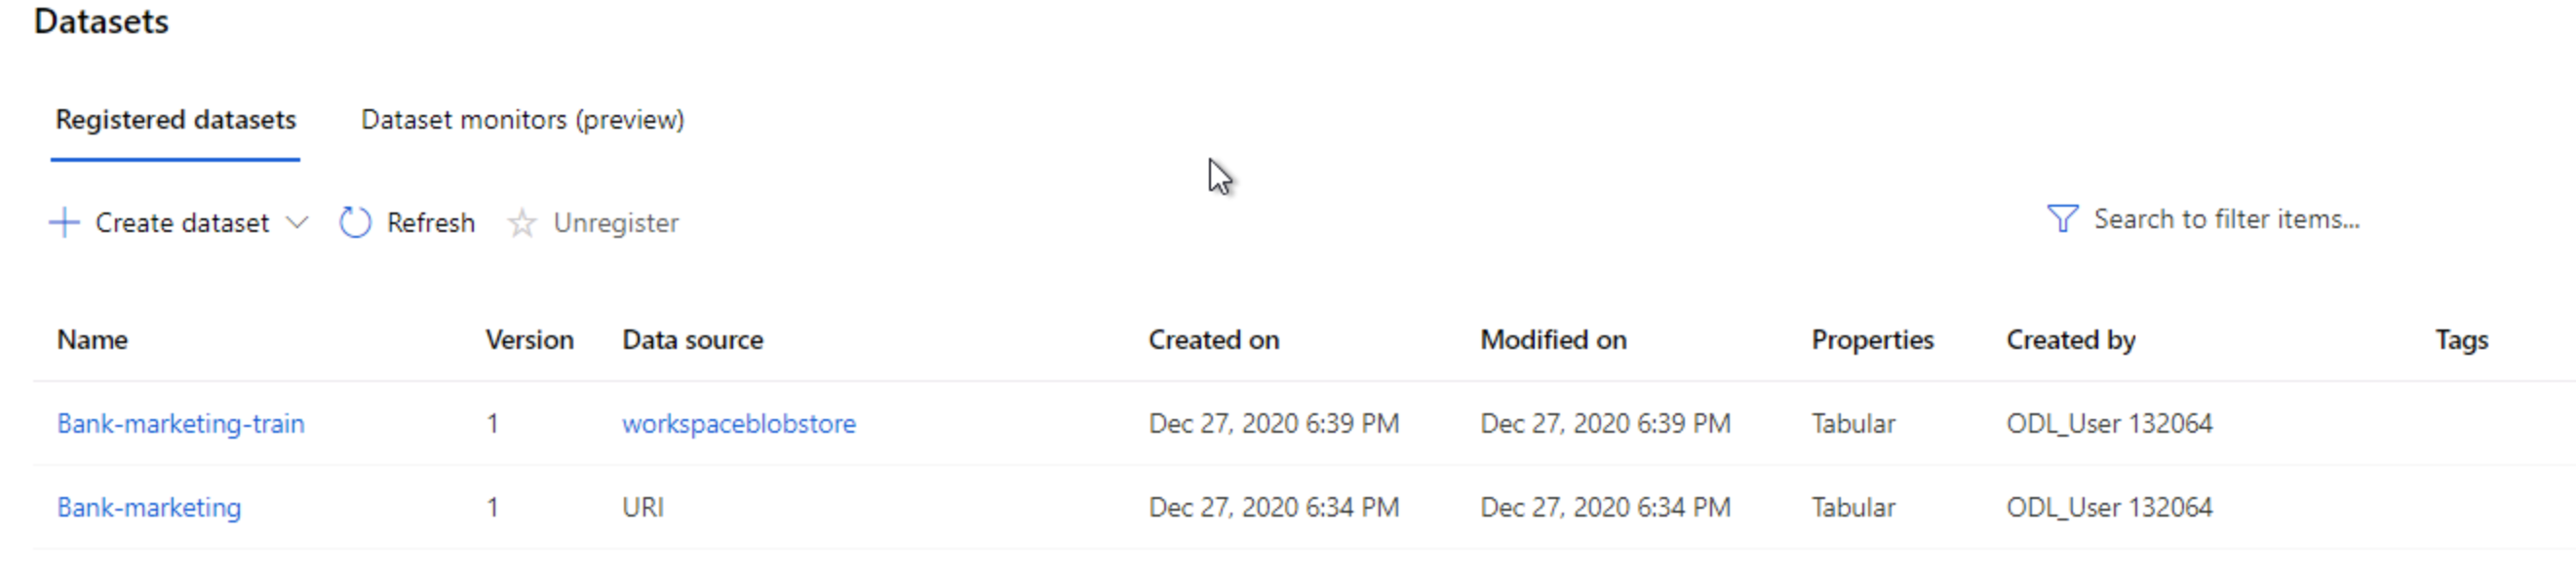 Datasets
Registered datasets Dataset monitors (preview)
Create dataset Refresh Unregister Search to filter items...
Name Version Data source Created on Modified on Properties Created by Tags
Bank-marketing-train 1 workspaceblobstore Dec 27, 2020 6:39 PM Dec 27, 2020 6:39 PM Tabular ODL_User 132064
Bank-marketing 1 URI Dec 27, 2020 6:34 PM Dec 27, 2020 6:34 PM Tabular ODL_User 132064